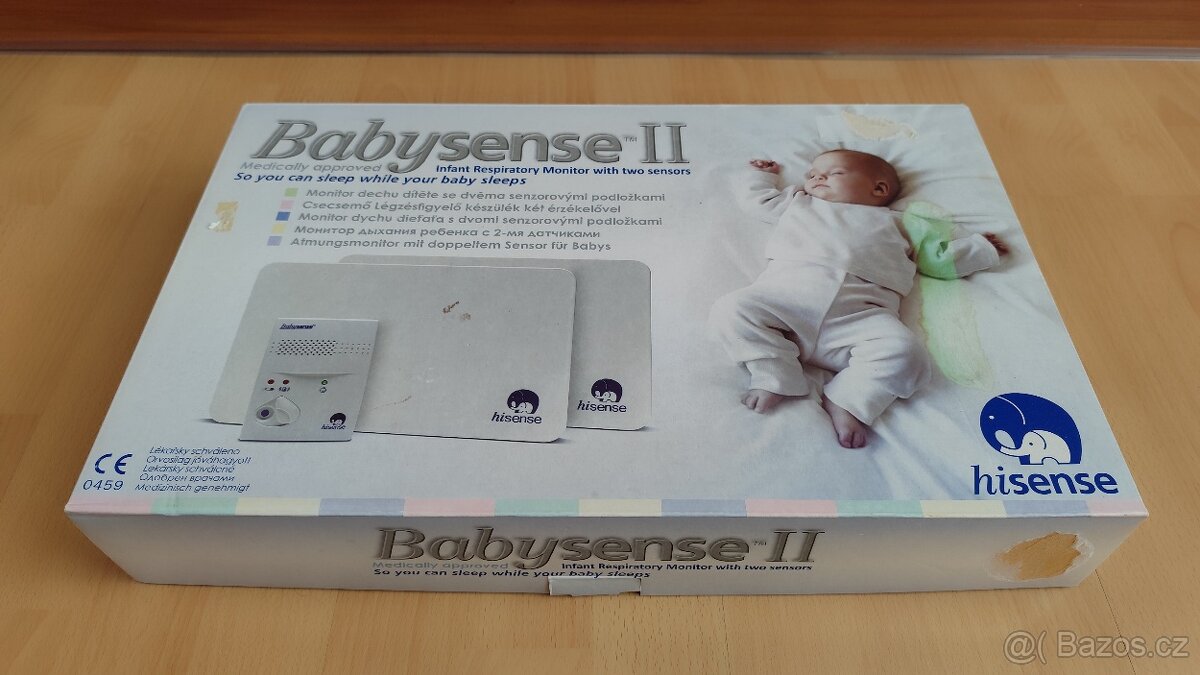 Babysense™ II
Medically approved
Infant Respiratory Monitor with two sensors
So you can sleep while your baby sleeps
Monitor dechu dítěte se dvěma senzorovými podložkami
Csecsemő Légzésfigyelő készülék két érzékelővel
Monitor dychu dieťaťa s dvomi senzorovými podložkami
Монитор дыхания ребенка с 2-мя датчиками
Atmungsmonitor mit doppeltem Sensor für Babys
Babysense™
hisense
hisense
hisense
CE
0459
Lékařsky schváleno
Orvosilag jóváhagyott
Lekársky schválené
Одобрен врачами
Medizinisch genehmigt
hisense
Babysense™ II
Medically approved
Infant Respiratory Monitor with two sensors
So you can sleep while your baby sleeps
@( Bazos.cz